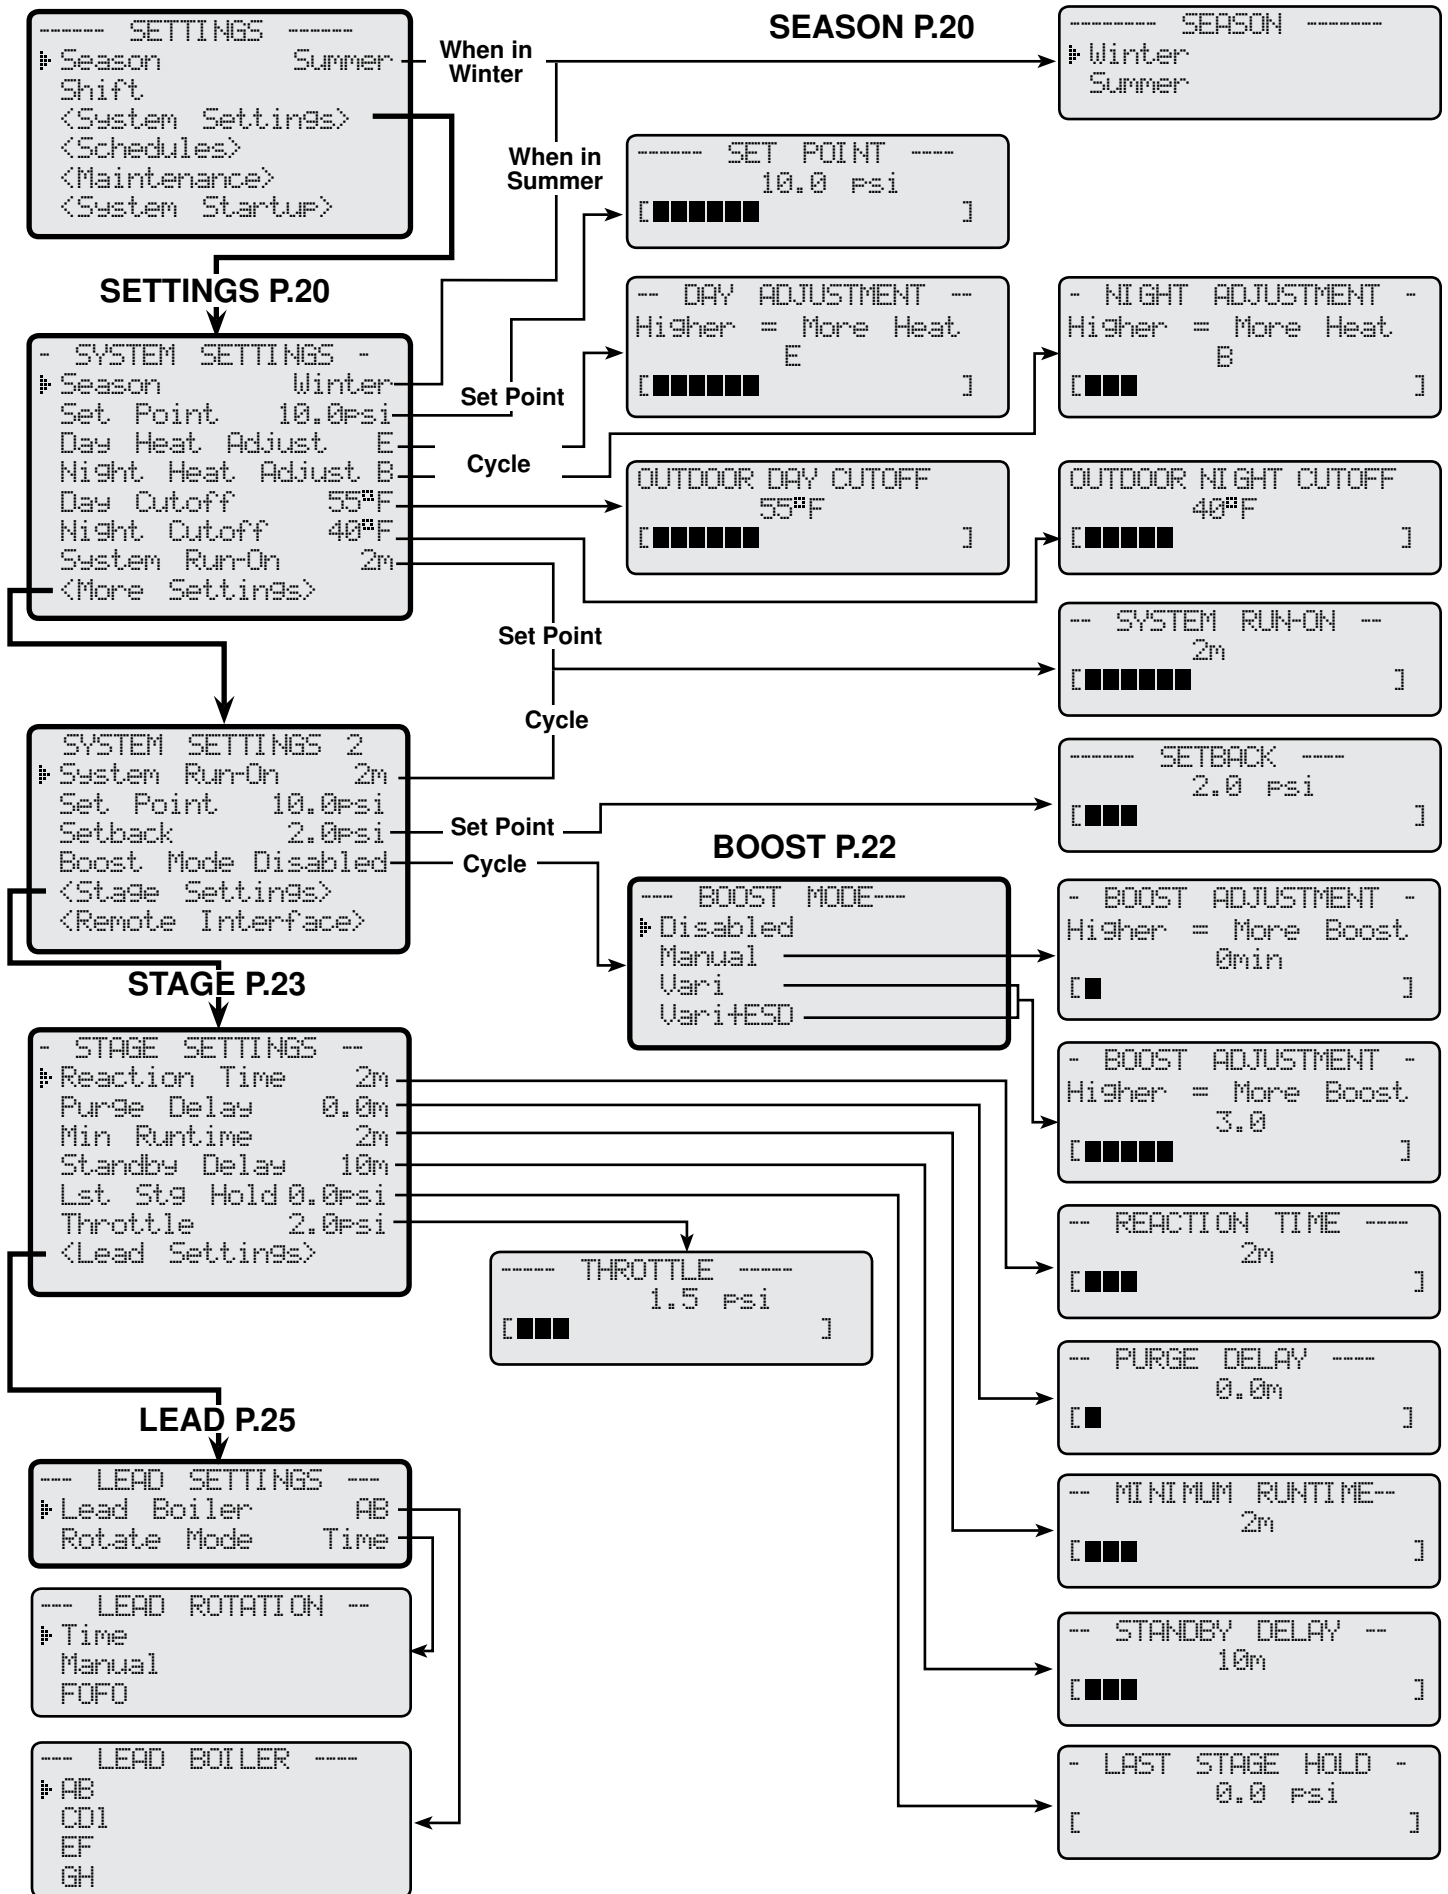 ------ SETTINGS ------
Season Summer
Shift
<System Settings>
<Schedules>
<Maintenance>
<System Startup>
When in
Winter
SEASON P.20
-------- SEASON -------
Winter
Summer
When in
Summer
------ SET POINT ----
10.0 psi
[ ]
SETTINGS P.20
- SYSTEM SETTINGS -
Season Winter
Set Point 10.0psi
Day Heat Adjust E
Night Heat Adjust B
Day Cutoff 55°F
Night Cutoff 40°F
System Run-On 2m
<More Settings>
Set Point
Cycle
-- DAY ADJUSTMENT --
Higher = More Heat
E
[ ]
- NIGHT ADJUSTMENT -
Higher = More Heat
B
[ ]
OUTDOOR DAY CUTOFF
55°F
[ ]
OUTDOOR NIGHT CUTOFF
40°F
[ ]
Set Point
Cycle
-- SYSTEM RUN-ON --
2m
[ ]
SYSTEM SETTINGS 2
System Run-On 2m
Set Point 10.0psi
Setback 2.0psi
Boost Mode Disabled
<Stage Settings>
<Remote Interface>
Set Point
Cycle
------ SETBACK ----
2.0 psi
[ ]
BOOST P.22
--- BOOST MODE---
Disabled
Manual
Vari
Vari+ESD
- BOOST ADJUSTMENT -
Higher = More Boost
0min
[ ]
- BOOST ADJUSTMENT -
Higher = More Boost
3.0
[ ]
STAGE P.23
- STAGE SETTINGS --
Reaction Time 2m
Purge Delay 0.0m
Min Runtime 2m
Standby Delay 10m
Lst Stg Hold 0.0psi
Throttle 2.0psi
<Lead Settings>
----- THROTTLE -----
1.5 psi
[ ]
-- REACTION TIME ----
2m
[ ]
-- PURGE DELAY ----
0.0m
[ ]
-- MINIMUM RUNTIME--
2m
[ ]
-- STANDBY DELAY --
10m
[ ]
- LAST STAGE HOLD -
0.0 psi
[ ]
LEAD P.25
--- LEAD SETTINGS ---
Lead Boiler AB
Rotate Mode Time
--- LEAD ROTATION --
Time
Manual
FOFO
--- LEAD BOILER ----
AB
CDl
EF
GH